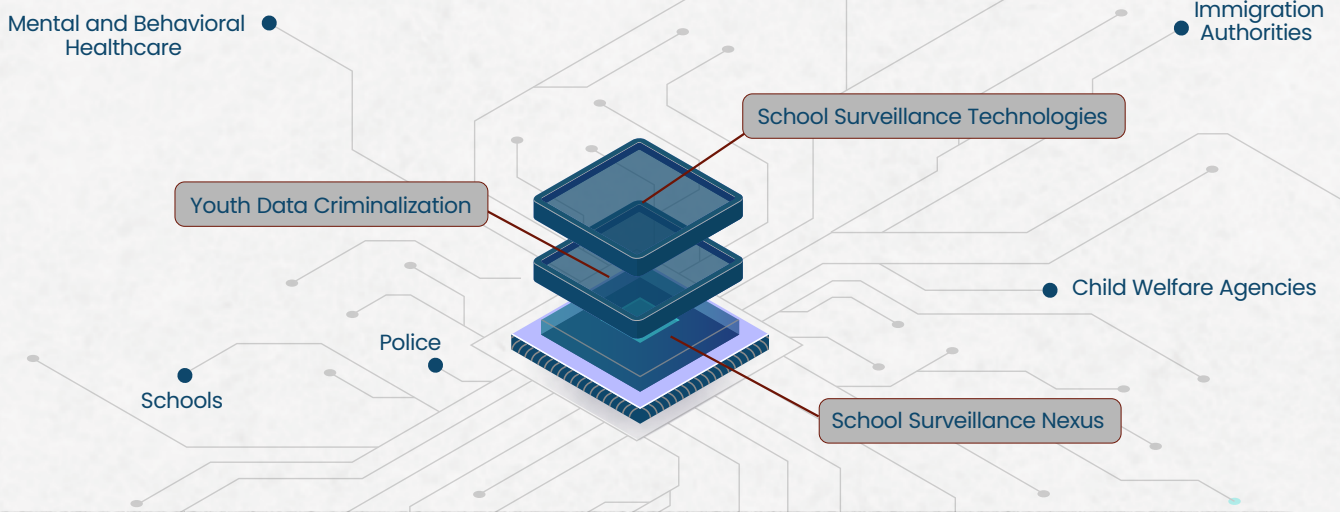 Mental and Behavioral
Healthcare
Immigration
Authorities
School Surveillance Technologies
Youth Data Criminalization
Child Welfare Agencies
Police
Schools
School Surveillance Nexus